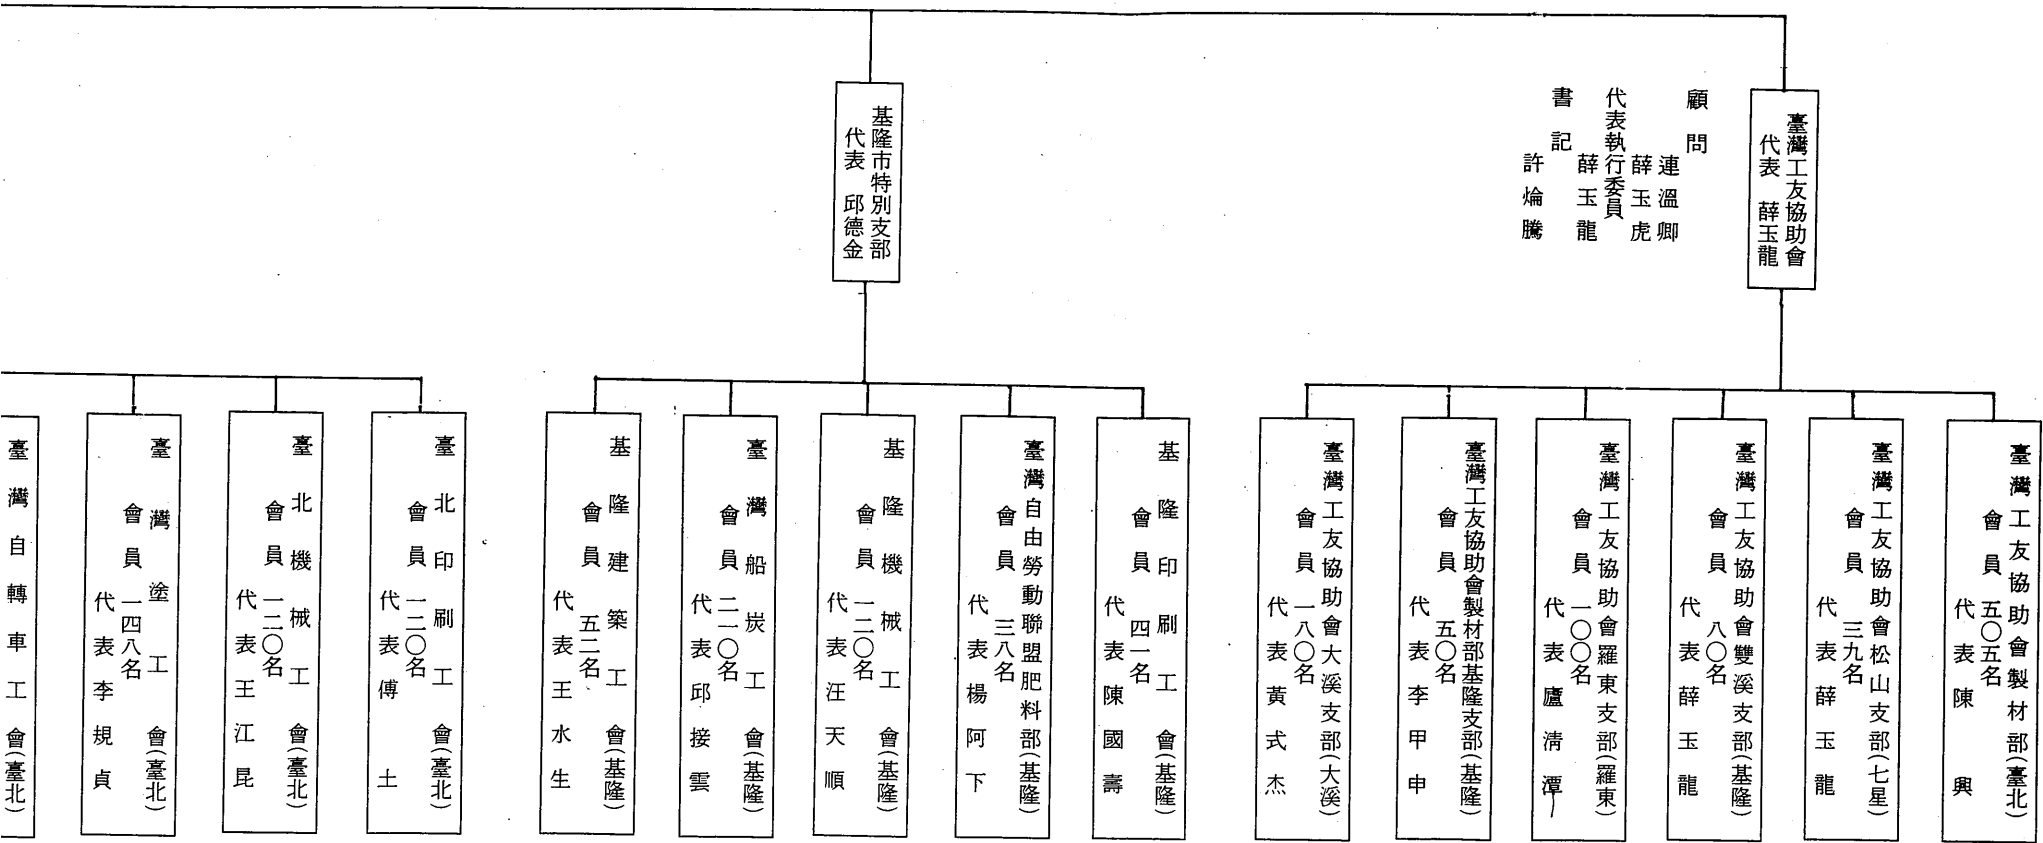 臺灣工友協助會
代表　薛玉龍
顧問
連溫卿
薛玉虎
代表執行委員
薛玉龍
書記
許燴騰
基隆市特別支部
代表　邱德金
臺灣工友協助會製材部(臺北)
會員　五〇五名
代表陳興
臺灣工友協助會松山支部(七星)
會員　三九名
代表薛玉龍
臺灣工友協助會雙溪支部(基隆)
會員　八〇名
代表薛玉龍
臺灣工友協助會羅東支部(羅東)
會員　一〇〇名
代表廬淸潭
臺灣工友協助會製材部基隆支部(基隆)
會員　五〇名
代表李甲申
臺灣工友協助會大溪支部(大溪)
會員　一八〇名
代表黃式杰
基隆印刷工會(基隆)
會員　四一名
代表陳國壽
臺灣自由勞動聯盟肥料部(基隆)
會員　三八名
代表楊阿下
基隆機械工會(基隆)
會員　一二〇名
代表汪天順
臺灣船炭工會(基隆)
會員　二一〇名
代表邱接雲
基隆建築工會(基隆)
會員　五二名
代表王水生
臺北印刷工會(臺北)
會員　一二〇名
代表傅土
臺北機械工會(臺北)
會員　一二〇名
代表王江昆
臺灣塗工會(臺北)
會員　一四八名
代表李規貞
臺灣自轉車工會(臺北)